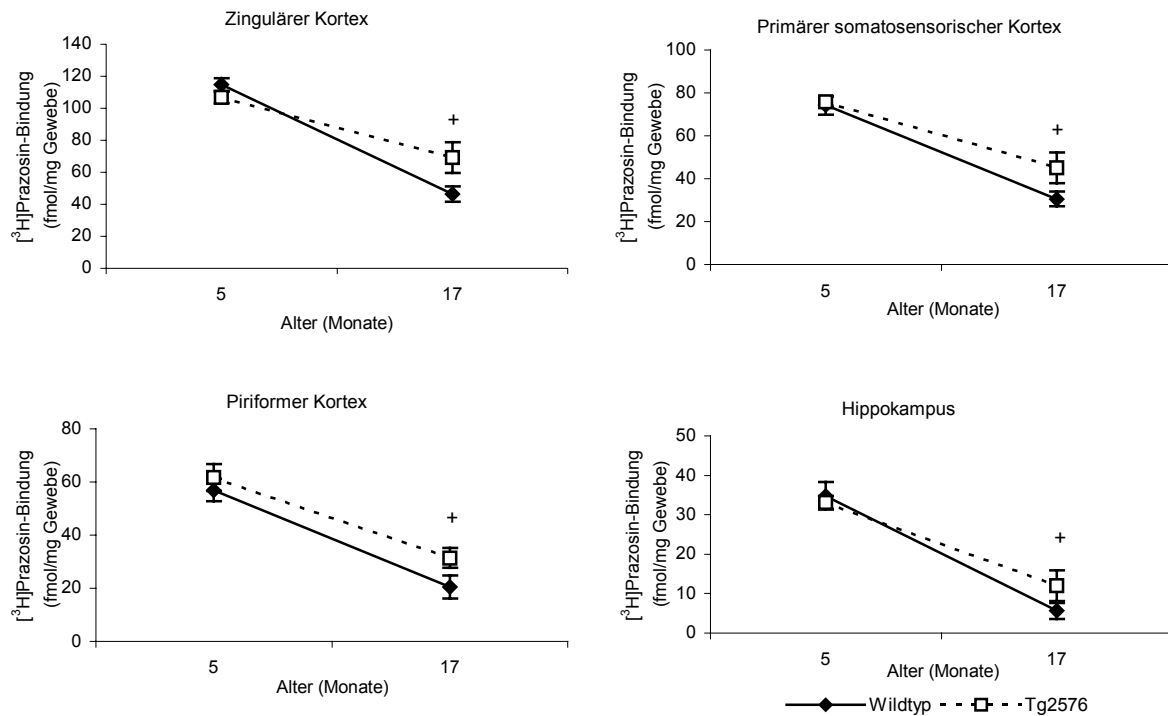 Zingulärer Kortex
[³H]Prazosin-Bindung
(fmol/mg Gewebe)
140
120
100
80
60
40
20
0
+
5
17
Alter (Monate)
Primärer somatosensorischer Kortex
[³H]Prazosin-Bindung
(fmol/mg Gewebe)
100
80
60
40
20
0
+
5
17
Alter (Monate)
Piriformer Kortex
[³H]Prazosin-Bindung
(fmol/mg Gewebe)
80
60
40
20
0
+
5
17
Alter (Monate)
Hippokampus
[³H]Prazosin-Bindung
(fmol/mg Gewebe)
50
40
30
20
10
0
+
5
17
Alter (Monate)
Wildtyp
Tg2576